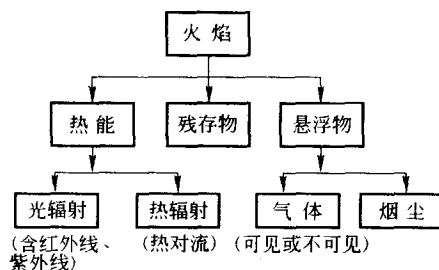 火焰
热能
残存物
悬浮物
光辐射
热辐射
气体
烟尘
(含红外线、
紫外线)
(热对流)
(可见或不可见)